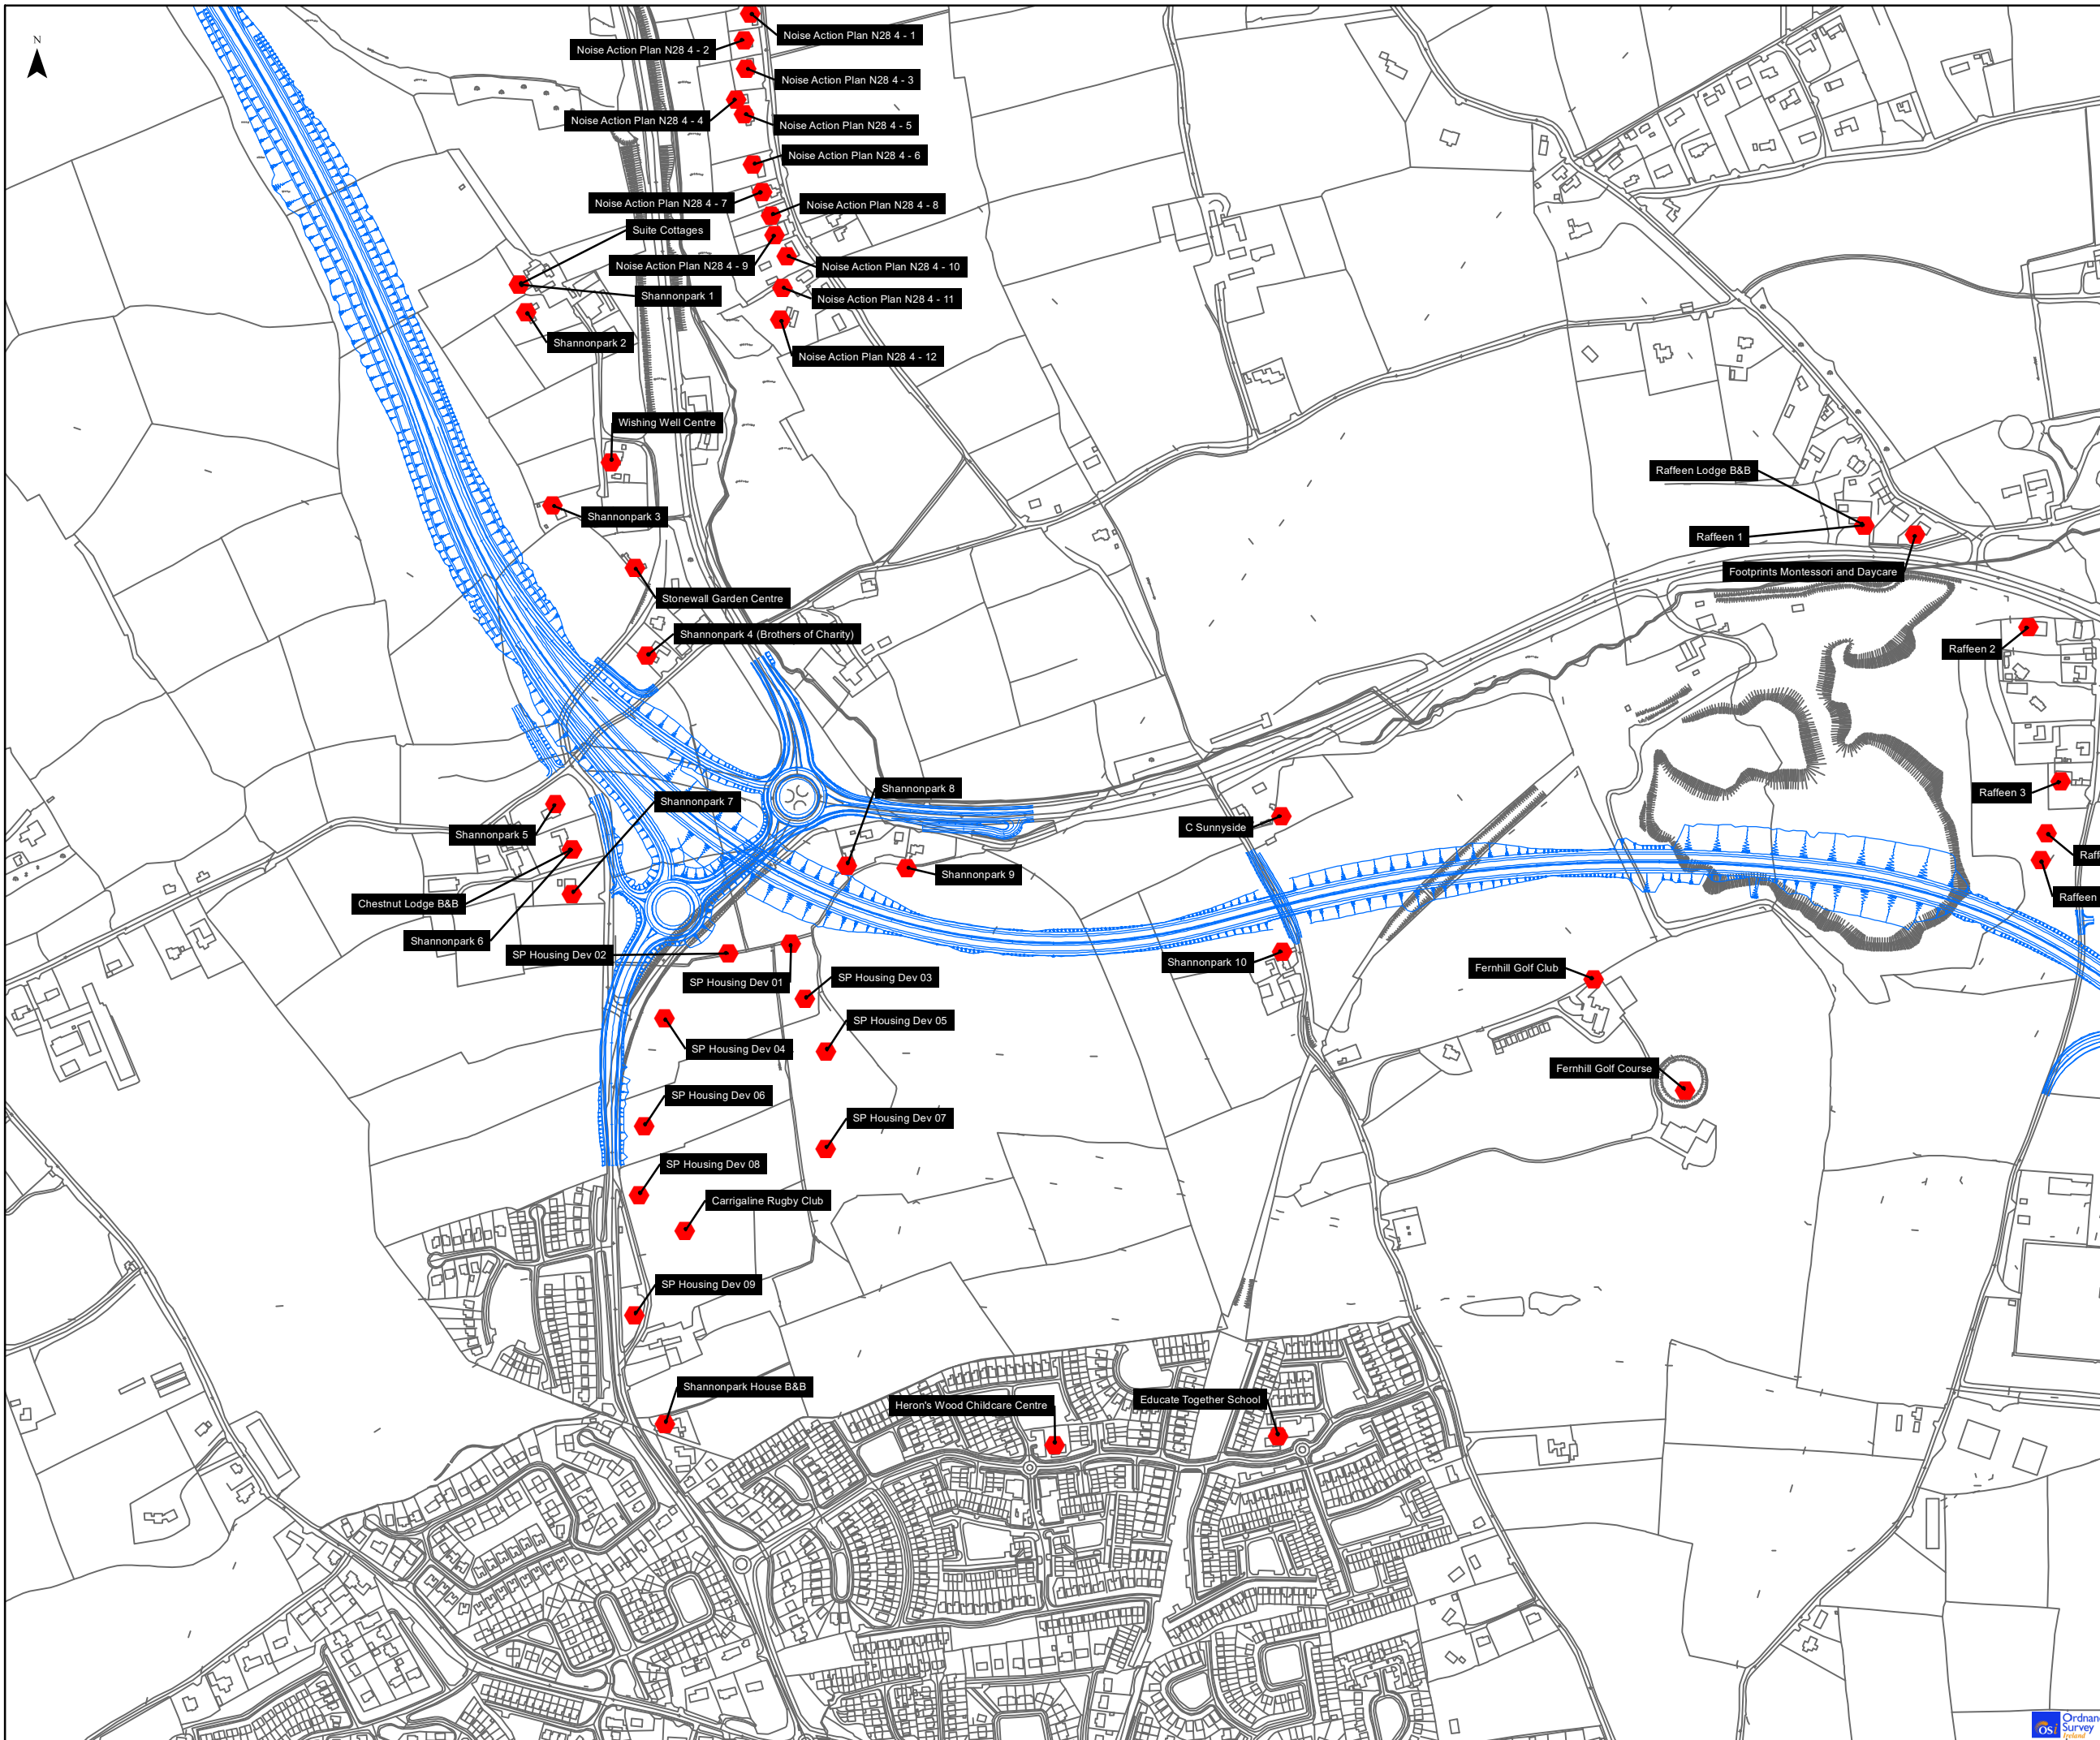 N
Noise Action Plan N28 4 - 1
Noise Action Plan N28 4 - 2
Noise Action Plan N28 4 - 3
Noise Action Plan N28 4 - 4
Noise Action Plan N28 4 - 5
Noise Action Plan N28 4 - 6
Noise Action Plan N28 4 - 7
Noise Action Plan N28 4 - 8
Suite Cottages
Noise Action Plan N28 4 - 9
Noise Action Plan N28 4 - 10
Shannonpark 1
Noise Action Plan N28 4 - 11
Shannonpark 2
Noise Action Plan N28 4 - 12
Wishing Well Centre
Raffeen Lodge B&B
Shannonpark 3
Raffeen 1
Footprints Montessori and Daycare
Stonewall Garden Centre
Shannonpark 4 (Brothers of Charity)
Raffeen 2
Shannonpark 8
Raffeen 3
Shannonpark 7
C Sunnyside
Shannonpark 5
Raff
Shannonpark 9
Raffeen
Chestnut Lodge B&B
Shannonpark 6
SP Housing Dev 02
Shannonpark 10
Fernhill Golf Club
SP Housing Dev 03
SP Housing Dev 01
SP Housing Dev 05
SP Housing Dev 04
Fernhill Golf Course
SP Housing Dev 06
SP Housing Dev 07
SP Housing Dev 08
Carrigaline Rugby Club
SP Housing Dev 09
Shannonpark House B&B
Educate Together School
Heron's Wood Childcare Centre
osi
Ordnan
Survey
Ireland